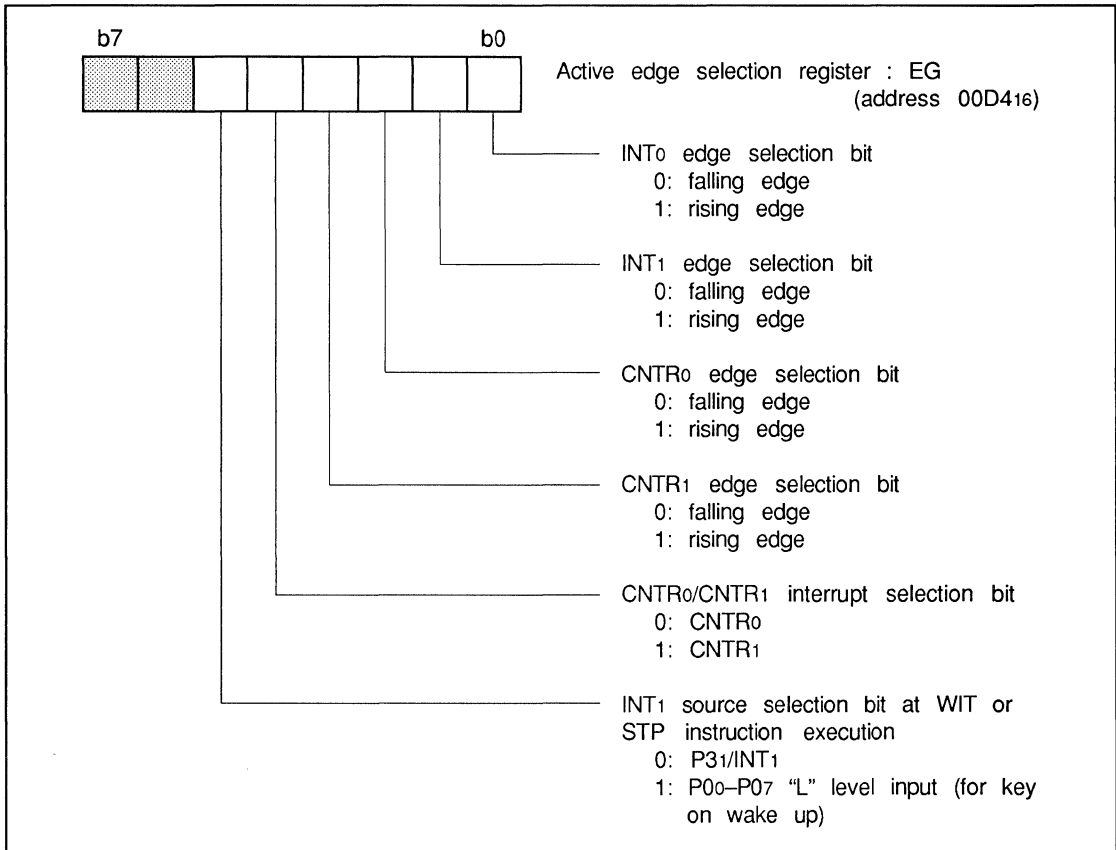 b7 b0
Active edge selection register : EG
(address 00D416)
INT0 edge selection bit
0: falling edge
1: rising edge
INT1 edge selection bit
0: falling edge
1: rising edge
CNTR0 edge selection bit
0: falling edge
1: rising edge
CNTR1 edge selection bit
0: falling edge
1: rising edge
CNTR0/CNTR1 interrupt selection bit
0: CNTR0
1: CNTR1
INT1 source selection bit at WIT or
STP instruction execution
0: P31/INT1
1: P00–P07 “L” level input (for key
on wake up)